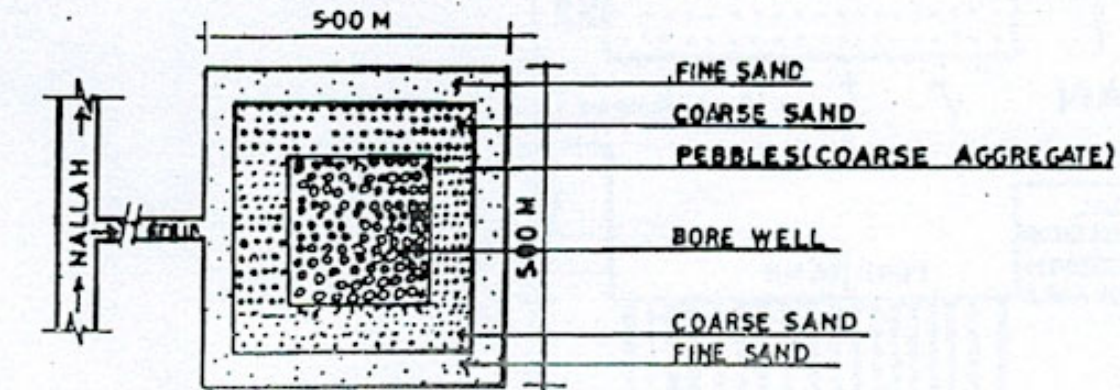 5·00 M
FINE SAND
COARSE SAND
PEBBLES(COARSE AGGREGATE)
NALLAH
5·00 M
BORE WELL
COARSE SAND
FINE SAND